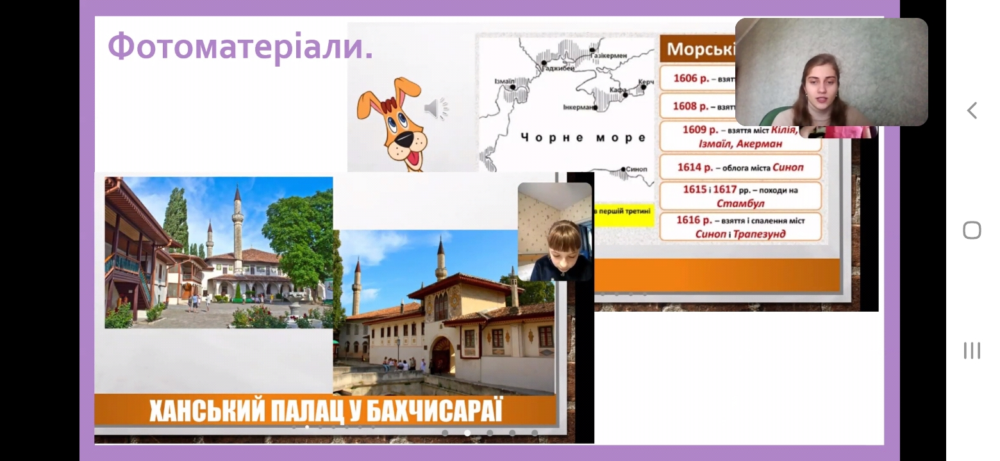 Фотоматеріали.
Газікермен
Гаджибей
Ізмаїл
Керч
Кафа
Інкерман
Чорне море
Синоп
в першій третині
Морські
1606 р. –
1608 р. –
1609 р. – взяття міст Кілія,
Ізмаїл, Акерман
1614 р. – облога міста Синоп
1615 і 1617 рр. – походи на
Стамбул
1616 р. – взяття і спалення міст
Синоп і Трапезунд
ХАНСЬКИЙ ПАЛАЦ У БАХЧИСАРАЇ